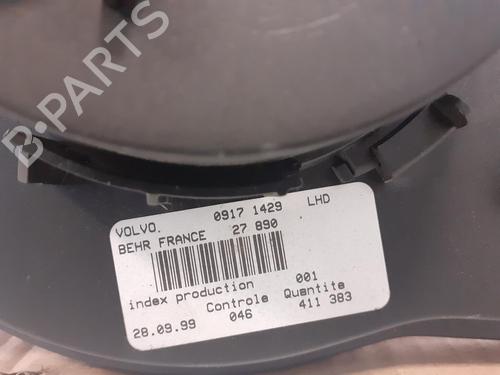 B-PARTS
VOLVO. 0917 1429 LHD
BEHR FRANCE 27 890
index production 001
Controle Quantite
28.09.99 046 411 383